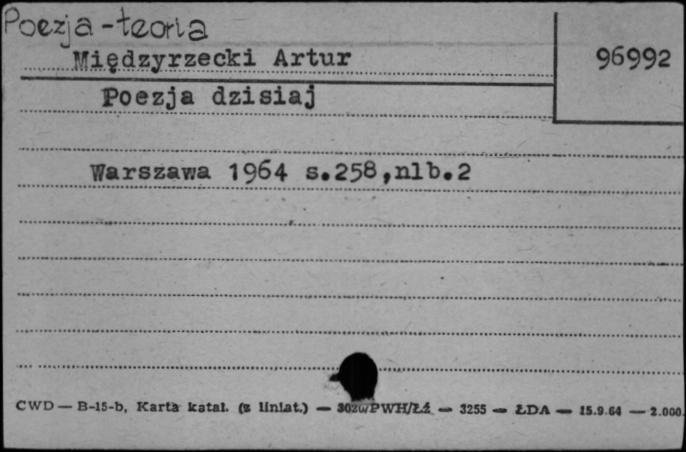 Poezja-teoria
Międzyrzecki Artur
96992
Poezja dzisiaj
Warszawa 1964 s.258,nlb.2
CWD — B-15-b, Karta katal. (z liniat.) — PWH/Łź — 3255 — ŁDA — 15.9.64 — 2.000.